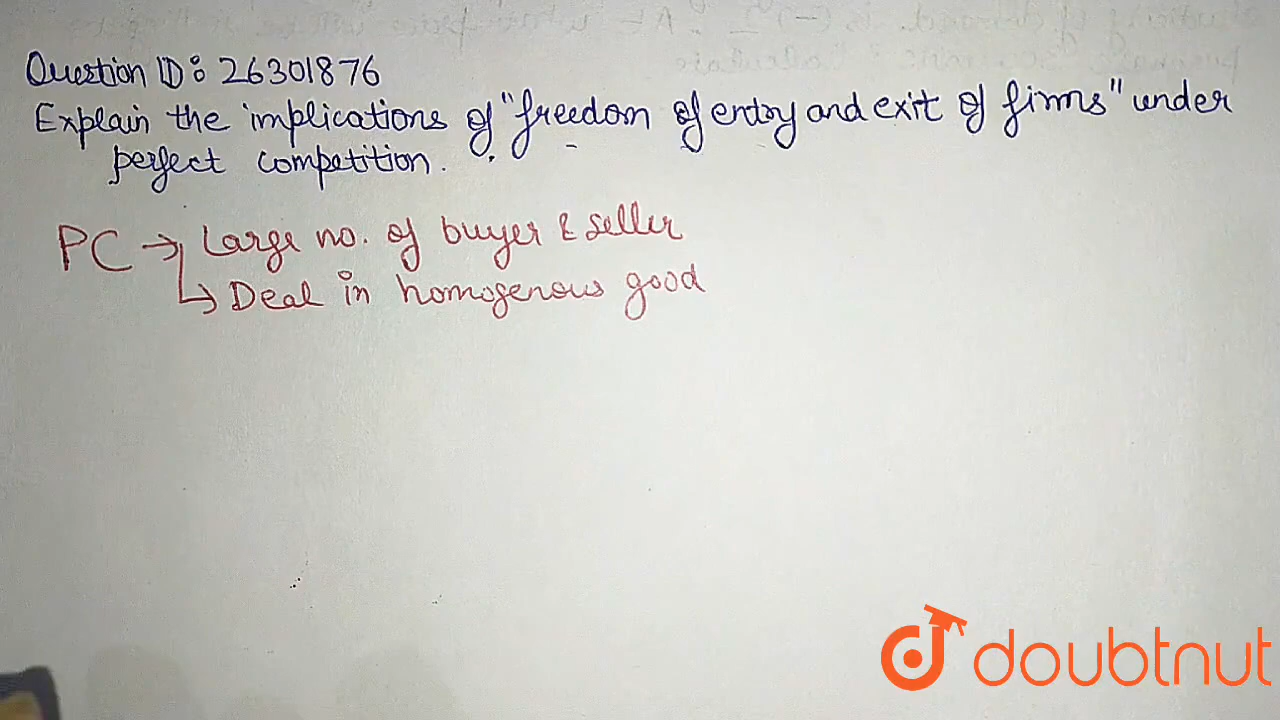 Question ID: 26301876
Explain the implications of "freedom of entry and exit of firms" under
perfect competition.
PC → Large no. of buyer & seller
↳ Deal in homogenous good
doubtnut